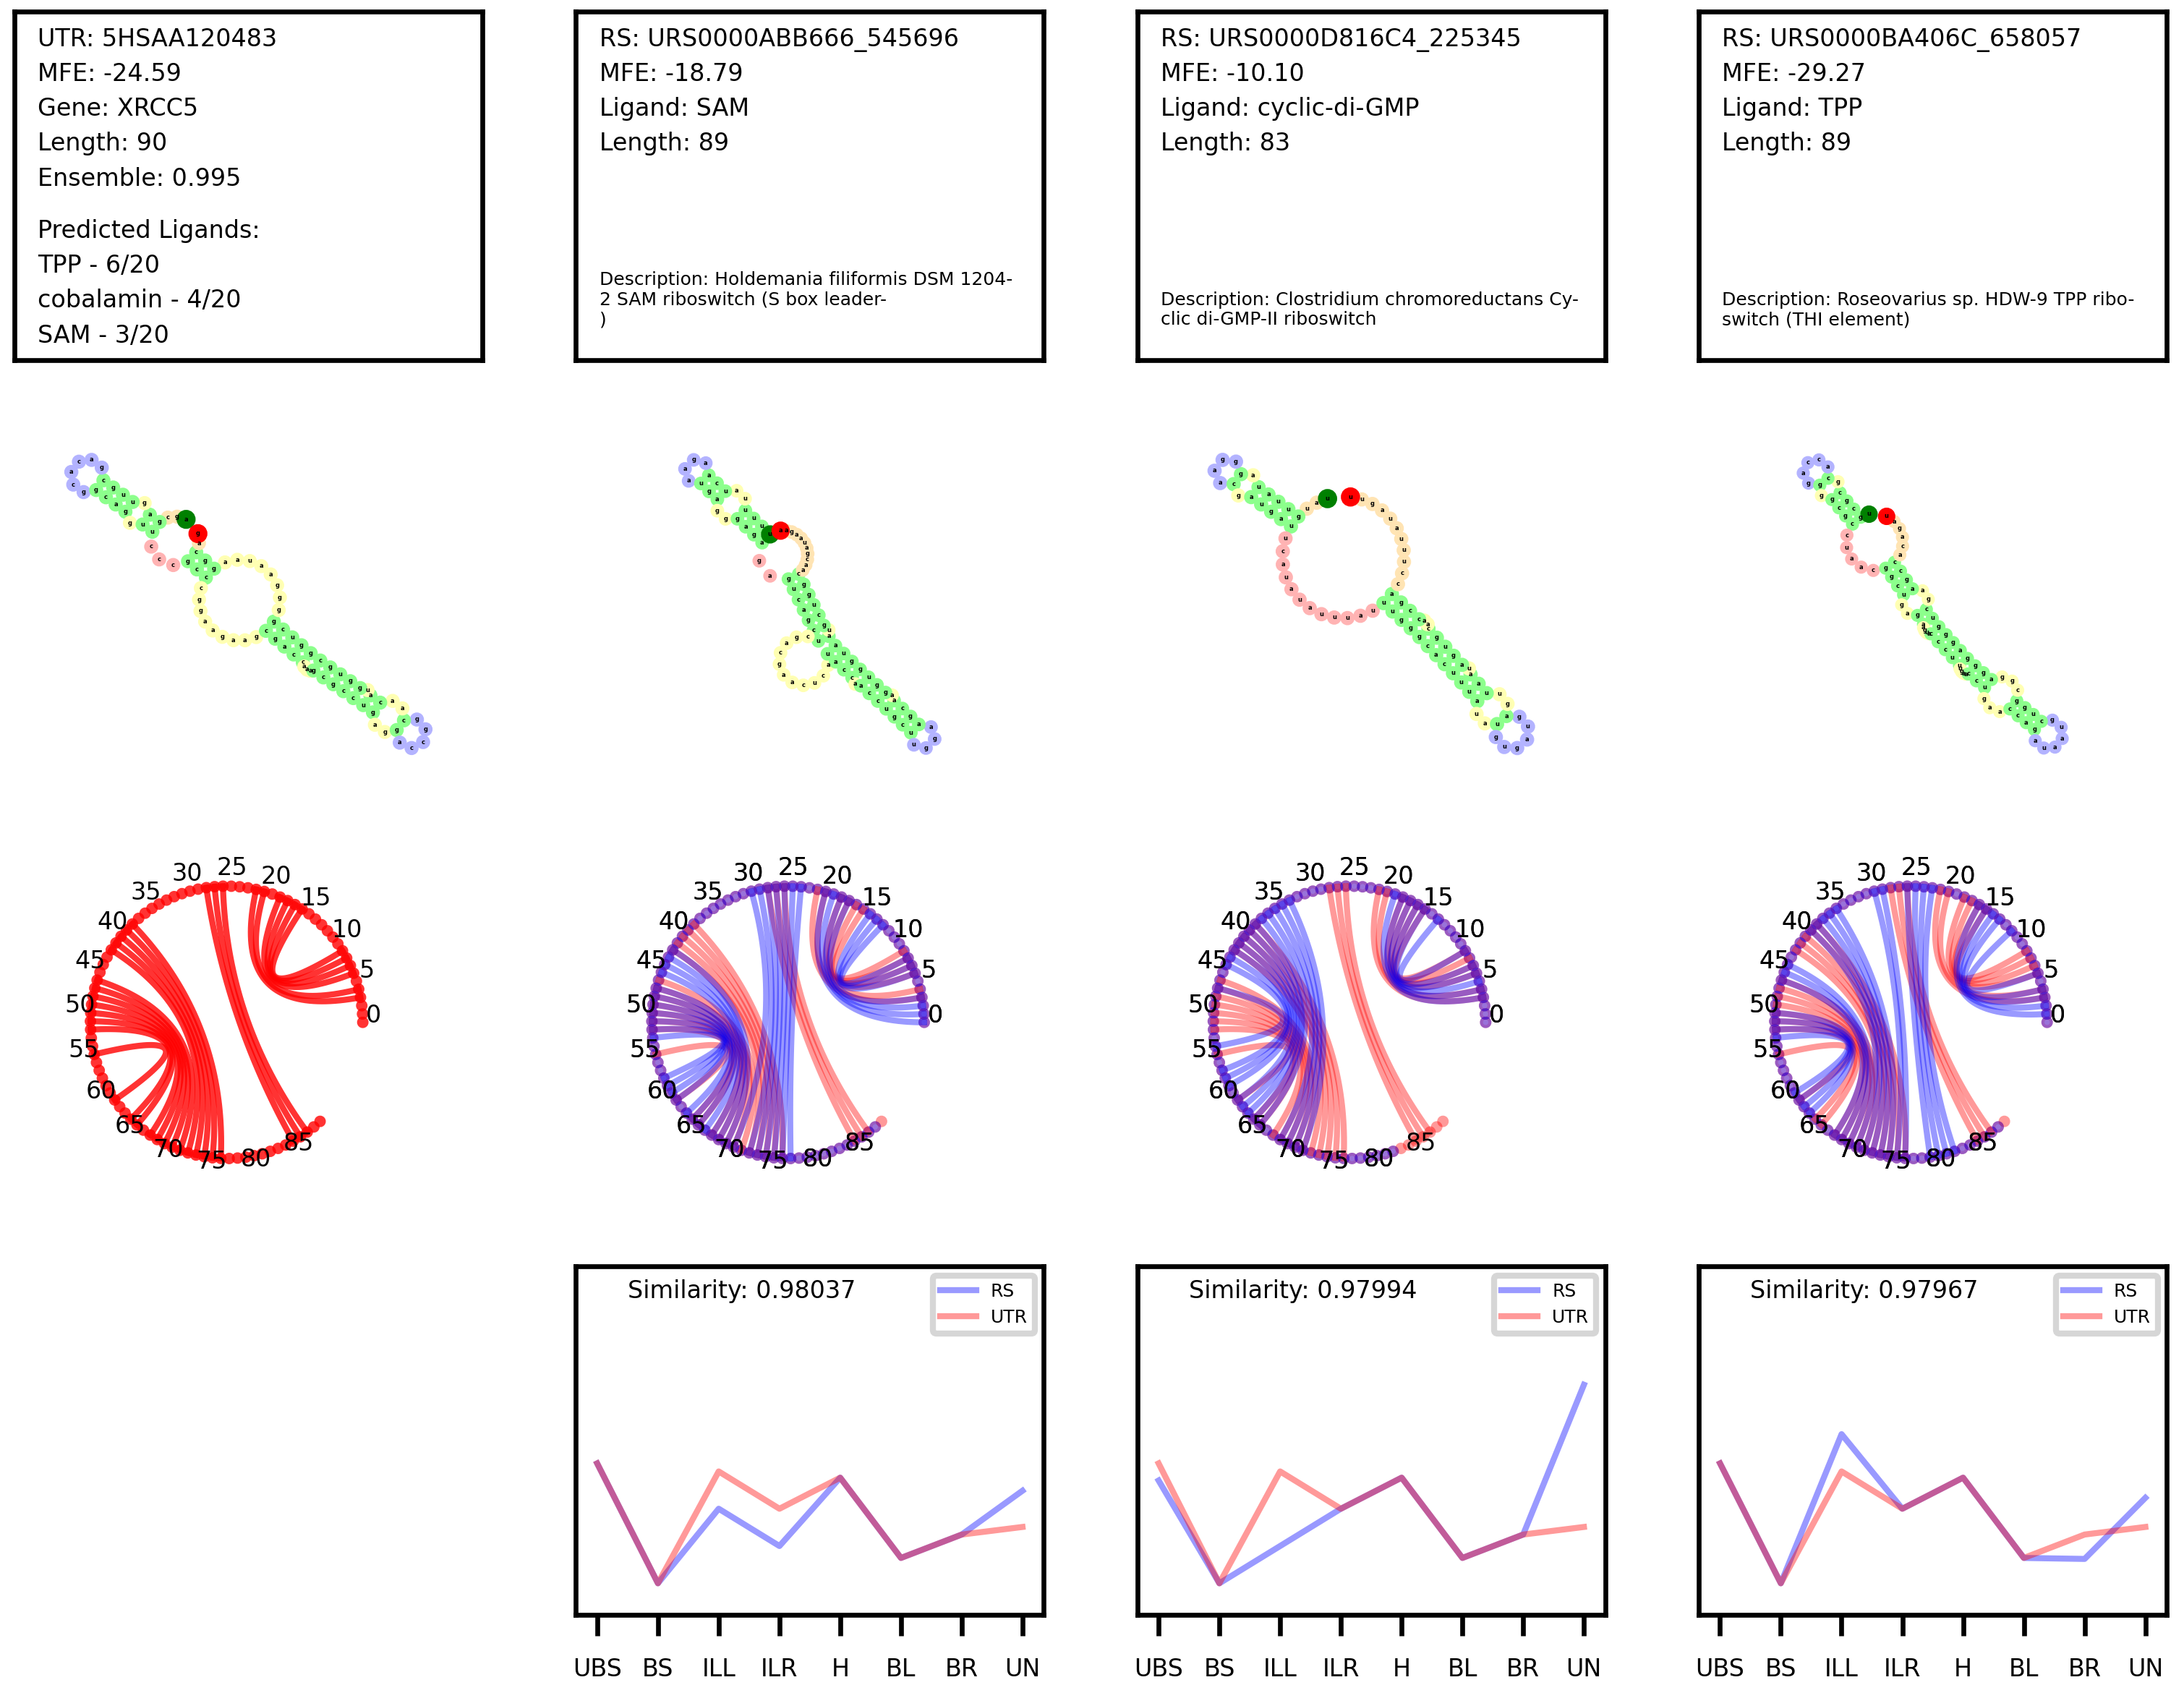 UTR: 5HSAA120483
MFE: -24.59
Gene: XRCC5
Length: 90
Ensemble: 0.995
Predicted Ligands:
TPP - 6/20
cobalamin - 4/20
SAM - 3/20
RS: URS0000ABB666_545696
MFE: -18.79
Ligand: SAM
Length: 89
Description: Holdemania filiformis DSM 1204-
2 SAM riboswitch (S box leader-
)
RS: URS0000D816C4_225345
MFE: -10.10
Ligand: cyclic-di-GMP
Length: 83
Description: Clostridium chromoreductans Cy-
clic di-GMP-II riboswitch
RS: URS0000BA406C_658057
MFE: -29.27
Ligand: TPP
Length: 89
Description: Roseovarius sp. HDW-9 TPP ribo-
switch (THI element)
0 5 10 15 20 25 30 35 40 45 50 55 60 65 70 75 80 85
0 5 10 15 20 25 30 35 40 45 50 55 60 65 70 75 80 85
0 5 10 15 20 25 30 35 40 45 50 55 60 65 70 75 80 85
0 5 10 15 20 25 30 35 40 45 50 55 60 65 70 75 80 85
Similarity: 0.98037
RS
UTR
UBS BS ILL ILR H BL BR UN
Similarity: 0.97994
RS
UTR
UBS BS ILL ILR H BL BR UN
Similarity: 0.97967
RS
UTR
UBS BS ILL ILR H BL BR UN